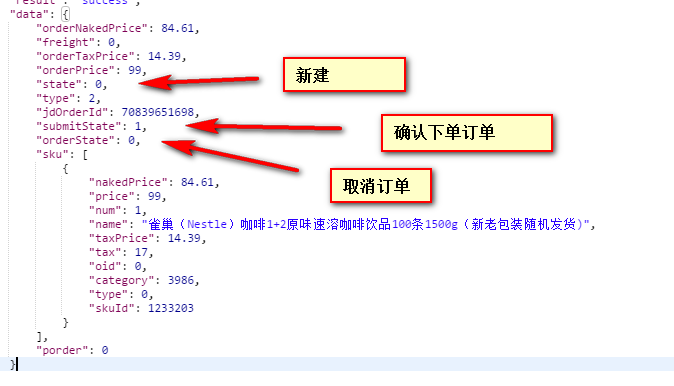 "result": "success",
"data": {
"orderNakedPrice": 84.61,
"freight": 0,
"orderTaxPrice": 14.39,
"orderPrice": 99,
"state": 0,
新建
"type": 2,
"jdOrderId": 70839651698,
"submitState": 1,
确认下单订单
"orderState": 0,
取消订单
"sku": [
{
"nakedPrice": 84.61,
"price": 99,
"num": 1,
"name": "雀巢（Nestle）咖啡1+2原味速溶咖啡饮品100条1500g（新老包装随机发货)",
"taxPrice": 14.39,
"tax": 17,
"oid": 0,
"category": 3986,
"type": 0,
"skuId": 1233203
}
],
"porder": 0
}